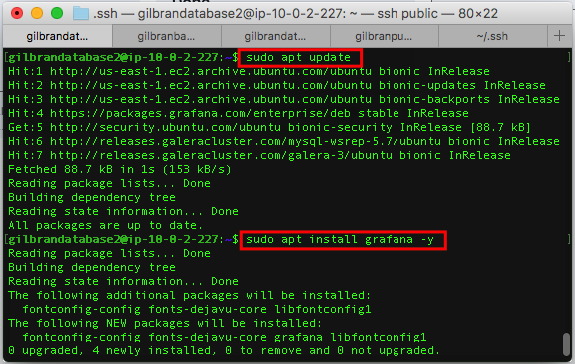 .ssh — gilbrandatabase2@ip-10-0-2-227: ~ — ssh public — 80×22
gilbrandat... gilbranba... gilbrandat... gilbranpu... ~/.ssh +
[gilbrandatabase2@ip-10-0-2-227:~$ sudo apt update ]
Hit:1 http://us-east-1.ec2.archive.ubuntu.com/ubuntu bionic InRelease
Hit:2 http://us-east-1.ec2.archive.ubuntu.com/ubuntu bionic-updates InRelease
Hit:3 http://us-east-1.ec2.archive.ubuntu.com/ubuntu bionic-backports InRelease
Hit:4 https://packages.grafana.com/enterprise/deb stable InRelease
Get:5 http://security.ubuntu.com/ubuntu bionic-security InRelease [88.7 kB]
Hit:6 http://releases.galeracluster.com/mysql-wsrep-5.7/ubuntu bionic InRelease
Hit:7 http://releases.galeracluster.com/galera-3/ubuntu bionic InRelease
Fetched 88.7 kB in 1s (153 kB/s)
Reading package lists... Done
Building dependency tree
Reading state information... Done
All packages are up to date.
[gilbrandatabase2@ip-10-0-2-227:~$ sudo apt install grafana -y ]
Reading package lists... Done
Building dependency tree
Reading state information... Done
The following additional packages will be installed:
  fontconfig-config fonts-dejavu-core libfontconfig1
The following NEW packages will be installed:
  fontconfig-config fonts-dejavu-core grafana libfontconfig1
0 upgraded, 4 newly installed, 0 to remove and 0 not upgraded.